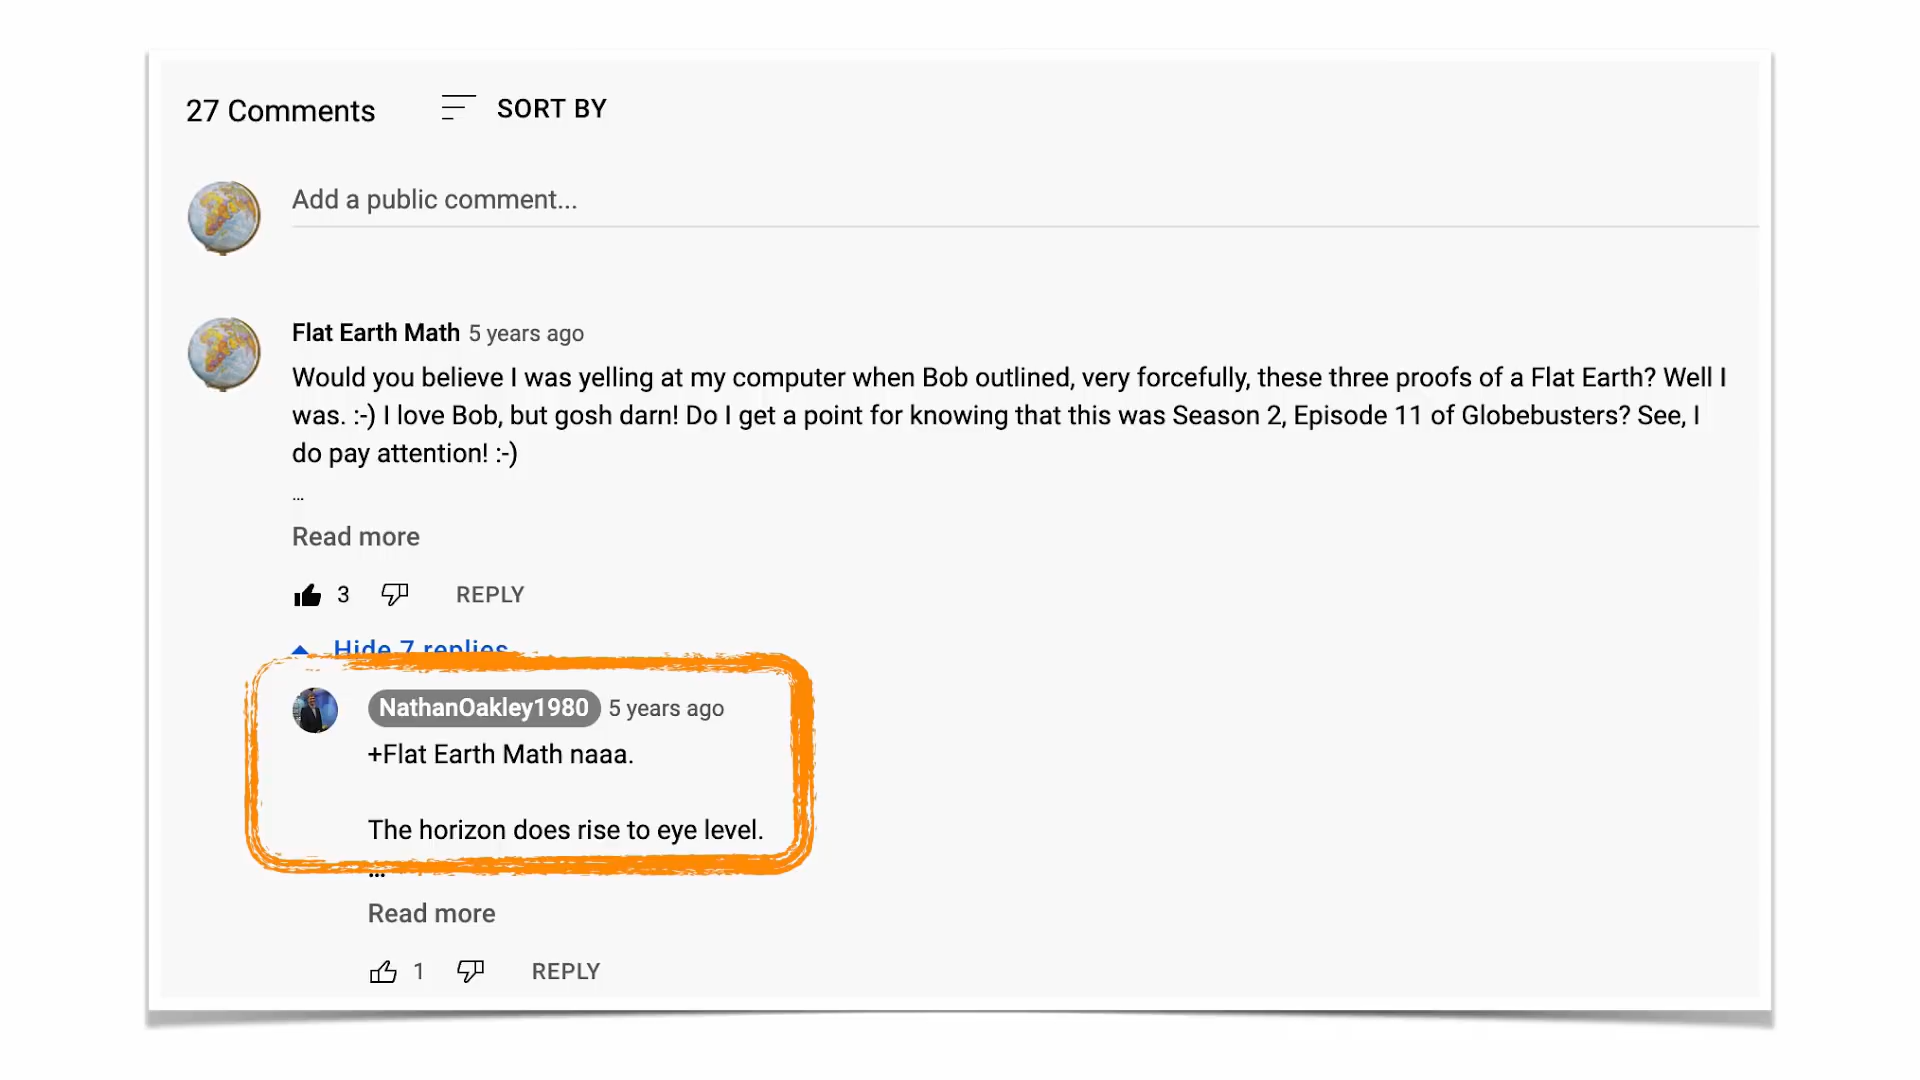 27 Comments
SORT BY
Add a public comment...
Flat Earth Math 5 years ago
Would you believe I was yelling at my computer when Bob outlined, very forcefully, these three proofs of a Flat Earth? Well I
was. :-) I love Bob, but gosh darn! Do I get a point for knowing that this was Season 2, Episode 11 of Globebusters? See, I
do pay attention! :-)
...
Read more
3
REPLY
Hide 7 replies
NathanOakley1980 5 years ago
+Flat Earth Math naaa.
The horizon does rise to eye level.
...
Read more
1
REPLY